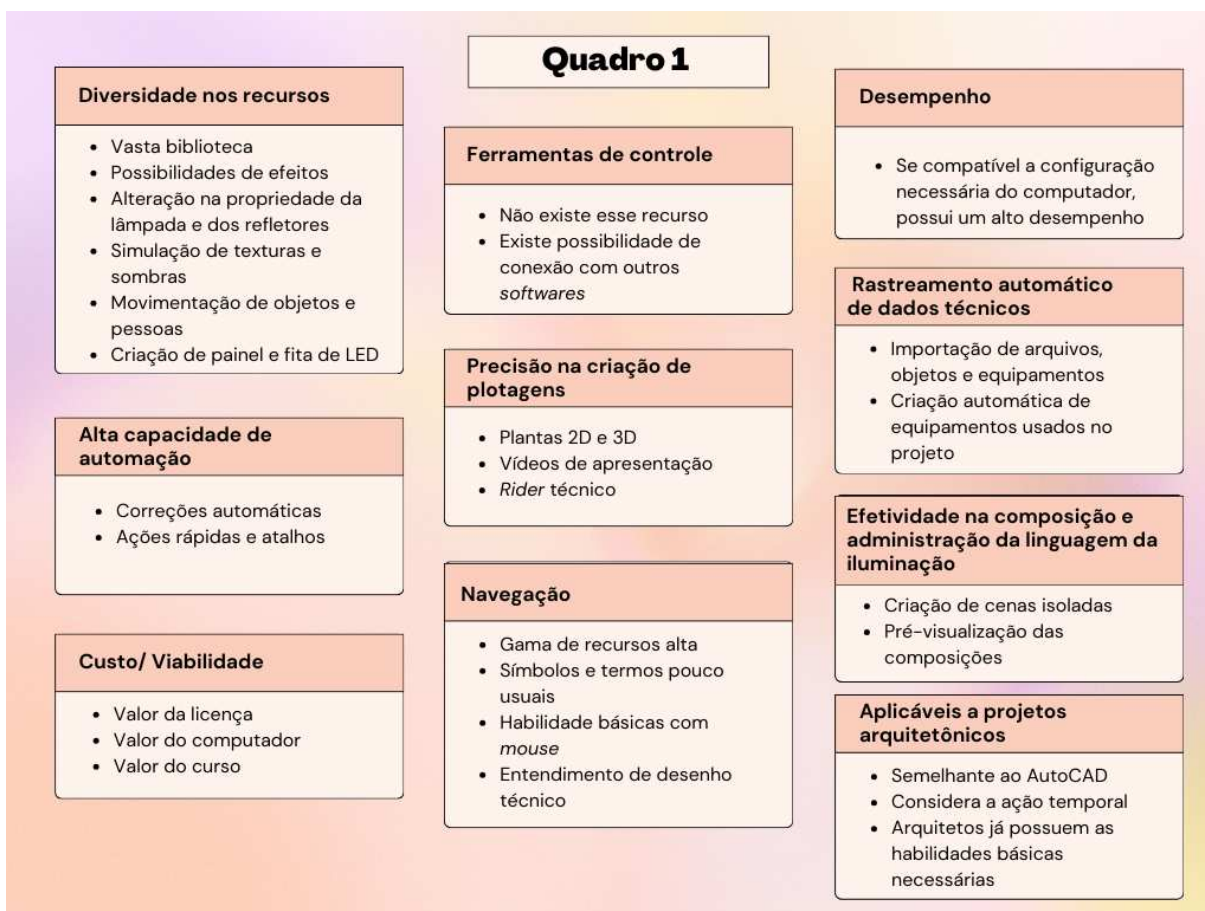 Quadro 1
Diversidade nos recursos
• Vasta biblioteca
• Possibilidades de efeitos
• Alteração na propriedade da
lâmpada e dos refletores
• Simulação de texturas e
sombras
• Movimentação de objetos e
pessoas
• Criação de painel e fita de LED
Alta capacidade de
automação
• Correções automáticas
• Ações rápidas e atalhos
Custo/ Viabilidade
• Valor da licença
• Valor do computador
• Valor do curso
Ferramentas de controle
• Não existe esse recurso
• Existe possibilidade de
conexão com outros
softwares
Precisão na criação de
plotagens
• Plantas 2D e 3D
• Vídeos de apresentação
• Rider técnico
Navegação
• Gama de recursos alta
• Símbolos e termos pouco
usuais
• Habilidade básicas com
mouse
• Entendimento de desenho
técnico
Desempenho
• Se compatível a configuração
necessária do computador,
possui um alto desempenho
Rastreamento automático
de dados técnicos
• Importação de arquivos,
objetos e equipamentos
• Criação automática de
equipamentos usados no
projeto
Efetividade na composição e
administração da linguagem da
iluminação
• Criação de cenas isoladas
• Pré-visualização das
composições
Aplicáveis a projetos
arquitetônicos
• Semelhante ao AutoCAD
• Considera a ação temporal
• Arquitetos já possuem as
habilidades básicas
necessárias